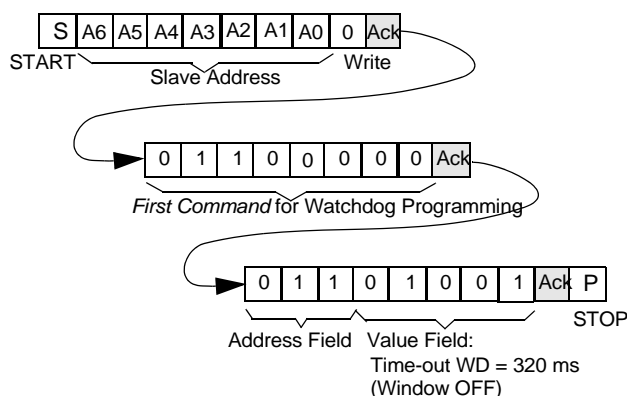 S A6 A5 A4 A3 A2 A1 A0 0 Ack
START Slave Address Write
0 1 1 0 0 0 0 0 Ack
First Command for Watchdog Programming
0 1 1 0 1 0 0 1 Ack P
STOP
Address Field Value Field:
Time-out WD = 320 ms
(Window OFF)